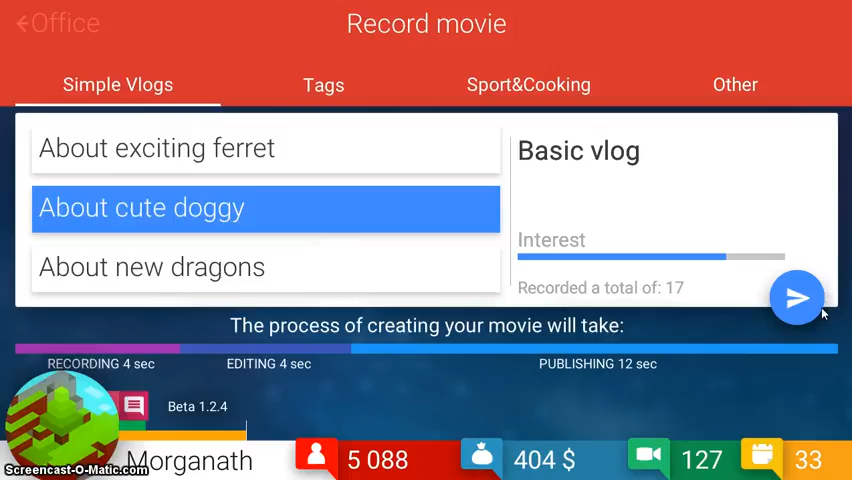 Office
Record movie
Simple Vlogs
Tags
Sport&Cooking
Other
About exciting ferret
About cute doggy
About new dragons
Basic vlog
Interest
Recorded a total of: 17
The process of creating your movie will take:
RECORDING 4 sec
EDITING 4 sec
PUBLISHING 12 sec
Beta 1.2.4
Screencast-O-Matic.com
Morganath
5 088
404 $
127
33